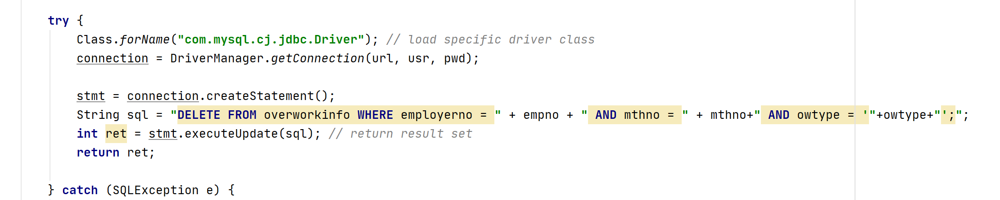 try {
Class.forName("com.mysql.cj.jdbc.Driver"); // load specific driver class
connection = DriverManager.getConnection(url, usr, pwd);
stmt = connection.createStatement();
String sql = "DELETE FROM overworkinfo WHERE employerno = " + empno + " AND mthno = " + mthno+" AND owtype = '"+owtype+"';";
int ret = stmt.executeUpdate(sql); // return result set
return ret;
} catch (SQLException e) {